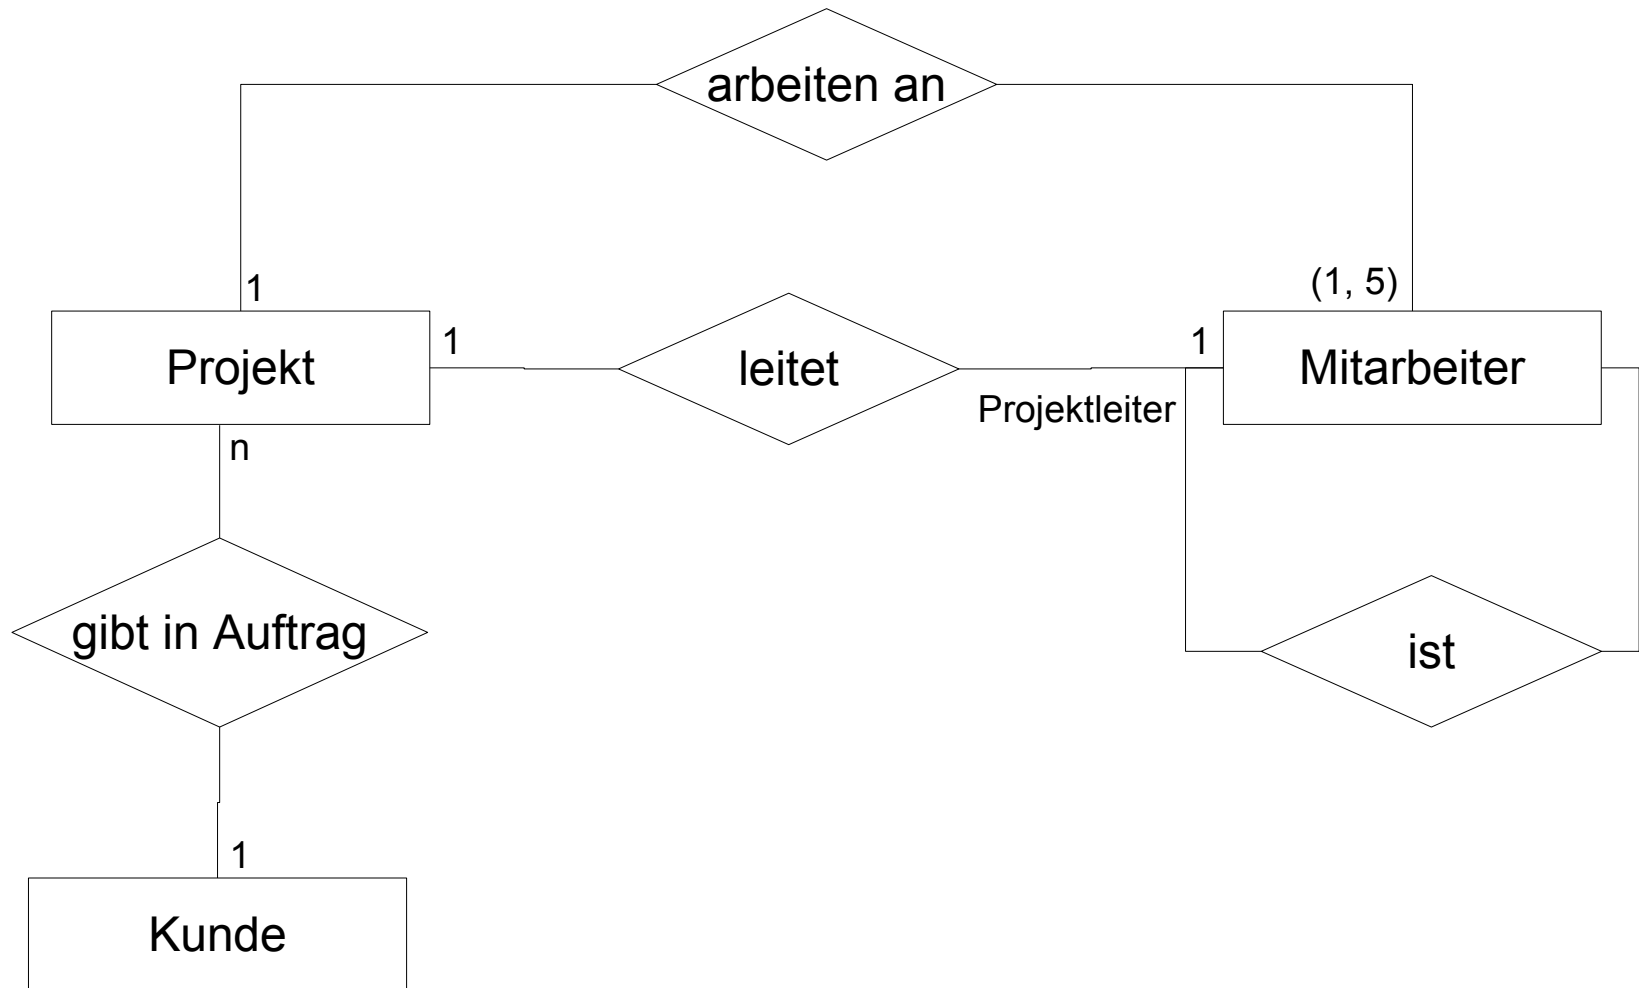 arbeiten an
1
(1, 5)
Projekt
1
leitet
1
Mitarbeiter
Projektleiter
n
gibt in Auftrag
ist
1
Kunde